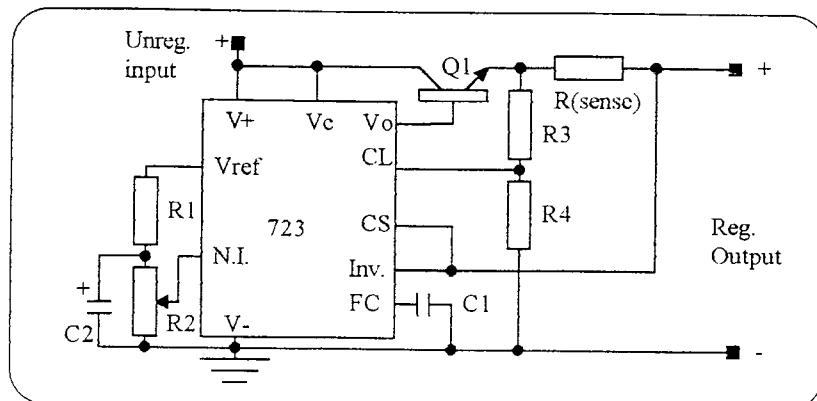 Unreg. +
input
Q1
+
R(sense)
V+
Vc
Vo
R3
Vref
CL
R1
723
CS
R4
N.I.
Reg.
Output
Inv.
+
FC
C1
C2
R2
V-
-